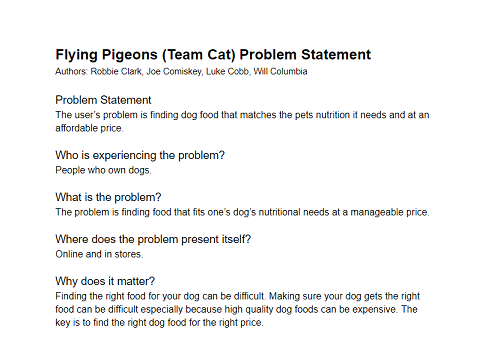 Flying Pigeons (Team Cat) Problem Statement
Authors: Robbie Clark, Joe Comiskey, Luke Cobb, Will Columbia
Problem Statement
The user's problem is finding dog food that matches the pets nutrition it needs and at an
affordable price.
Who is experiencing the problem?
People who own dogs.
What is the problem?
The problem is finding food that fits one's dog's nutritional needs at a manageable price.
Where does the problem present itself?
Online and in stores.
Why does it matter?
Finding the right food for your dog can be difficult. Making sure your dog gets the right
food can be difficult especially because high quality dog foods can be expensive. The
key is to find the right dog food for the right price.